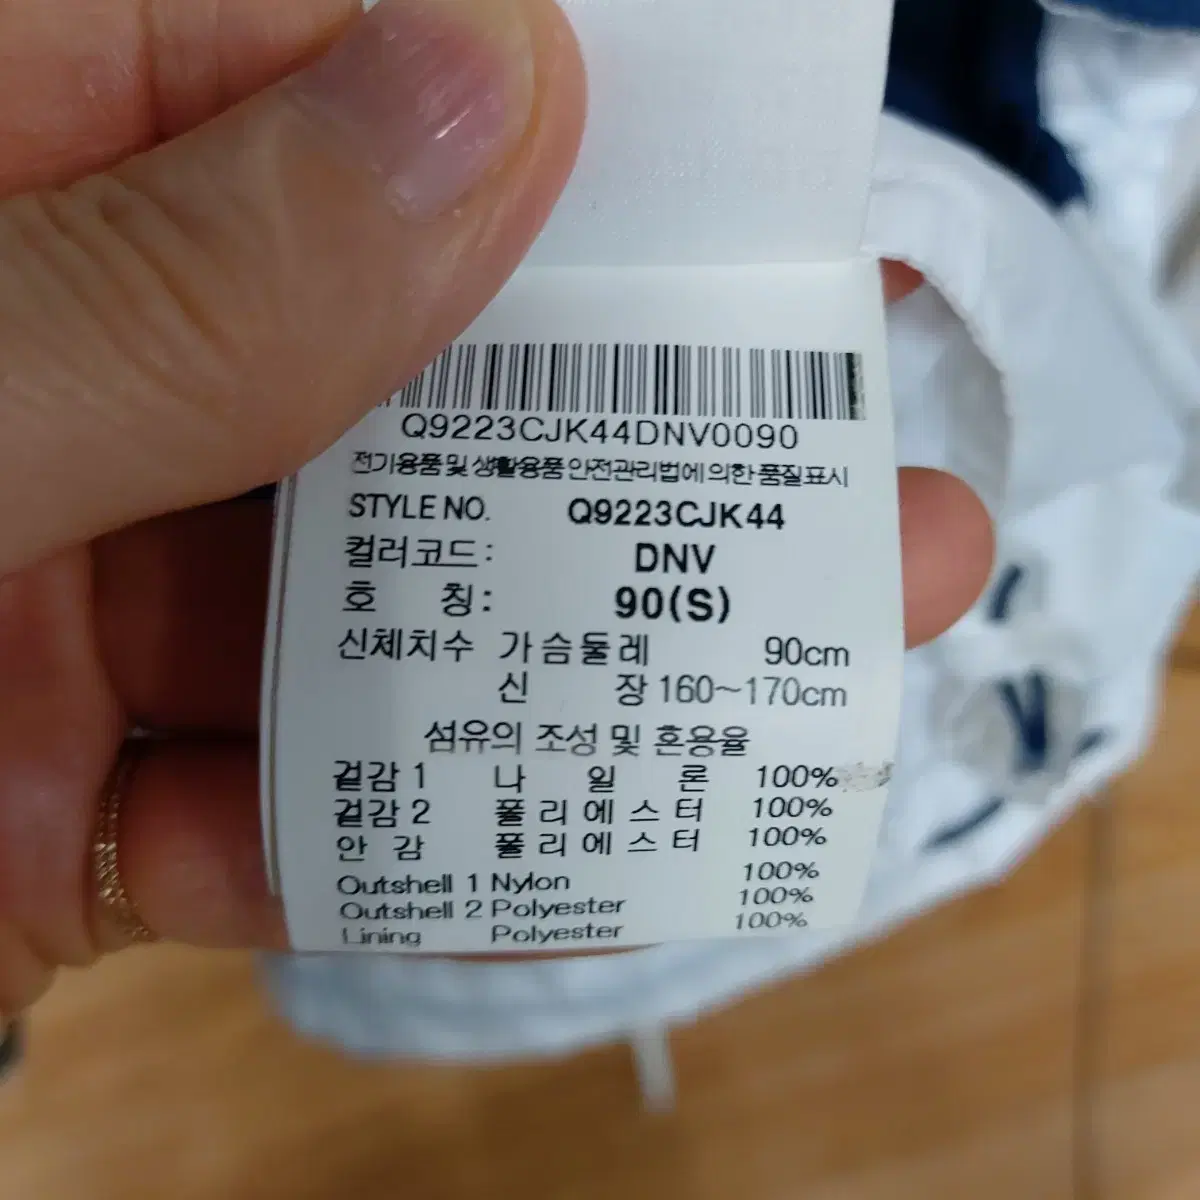 Q9223CJK44DNV0090
전기용품 및 생활용품 안전관리법에 의한 품질표시
STYLE NO. Q9223CJK44
컬러코드: DNV
호 칭: 90(S)
신체치수 가슴둘레 90cm
신 장 160~170cm
섬유의 조성 및 혼용율
겉감 1 나 일 론 100%
겉감 2 폴 리 에 스 터 100%
안 감 폴 리 에 스 터 100%
Outshell 1 Nylon 100%
Outshell 2 Polyester 100%
Lining Polyester 100%